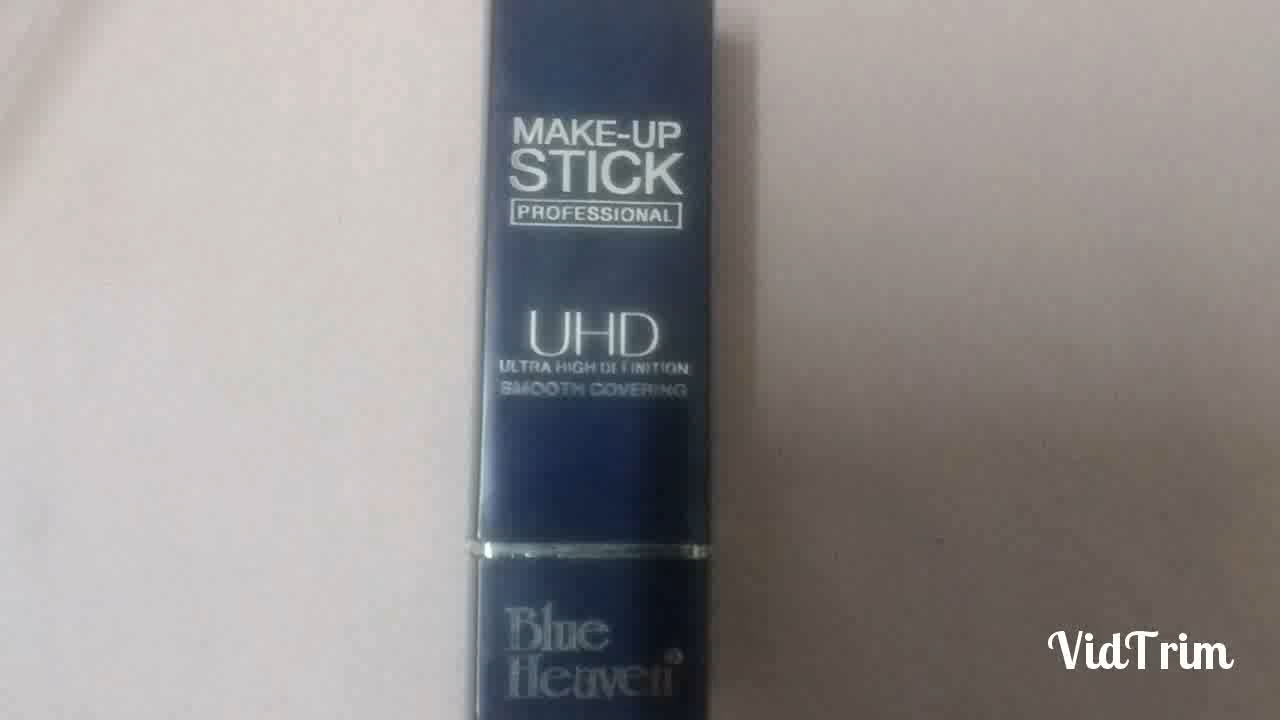 MAKE-UP
STICK
PROFESSIONAL
UHD
ULTRA HIGH DEFINITION
SMOOTH COVERING
Blue
Heaven®
VidTrim